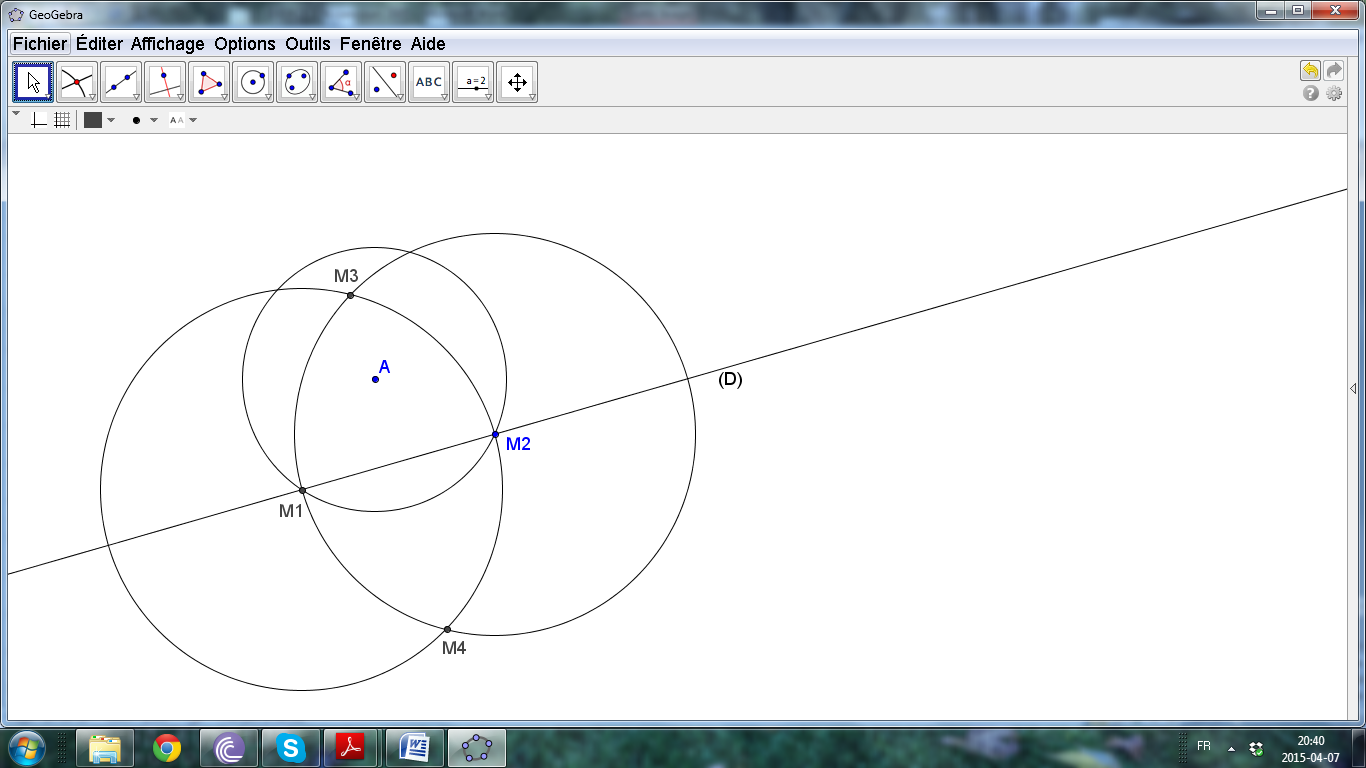 GeoGebra
Fichier Éditer Affichage Options Outils Fenêtre Aide
α ABC a=2
? A A
M3
A
(D)
M2
M1
M4
S W FR 20:40
2015-04-07